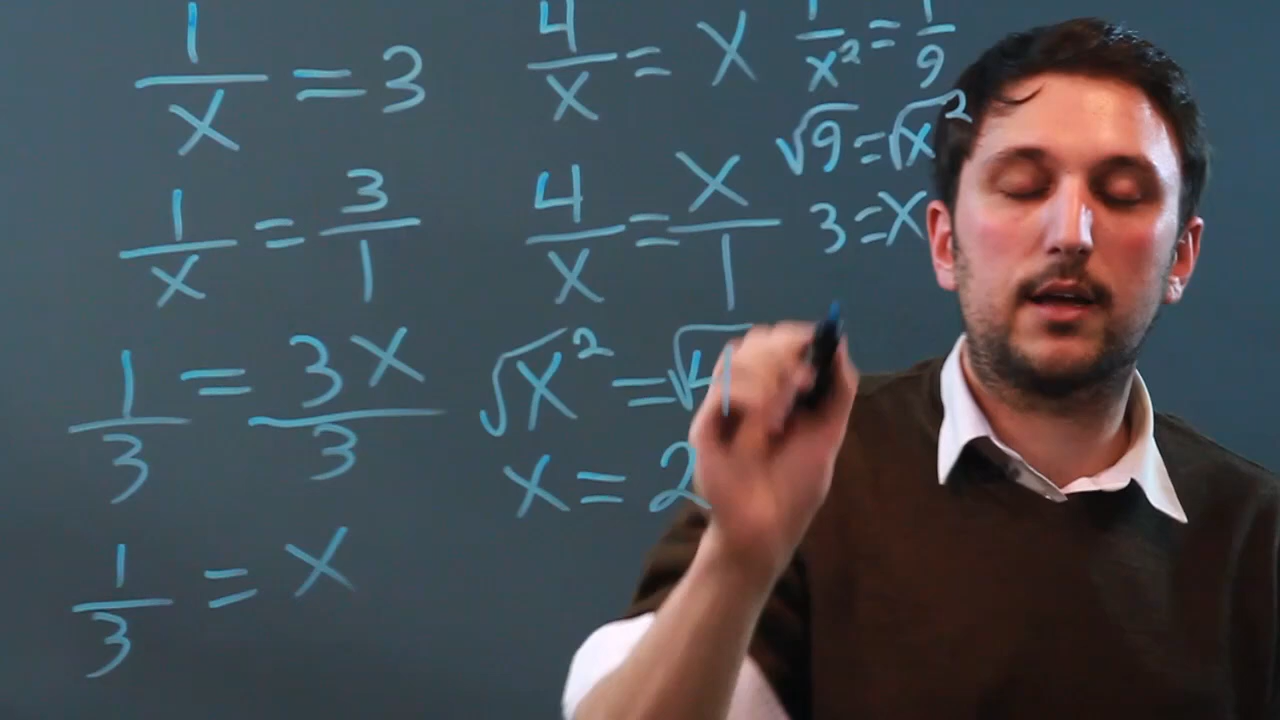 1/x = 3
1/x = 3/1
1/3 = 3x/3
1/3 = x
4/x = x
4/x = x/1
√x² = √4
x = 2
1/x² = 1/9
√9 = √x²
3 = x